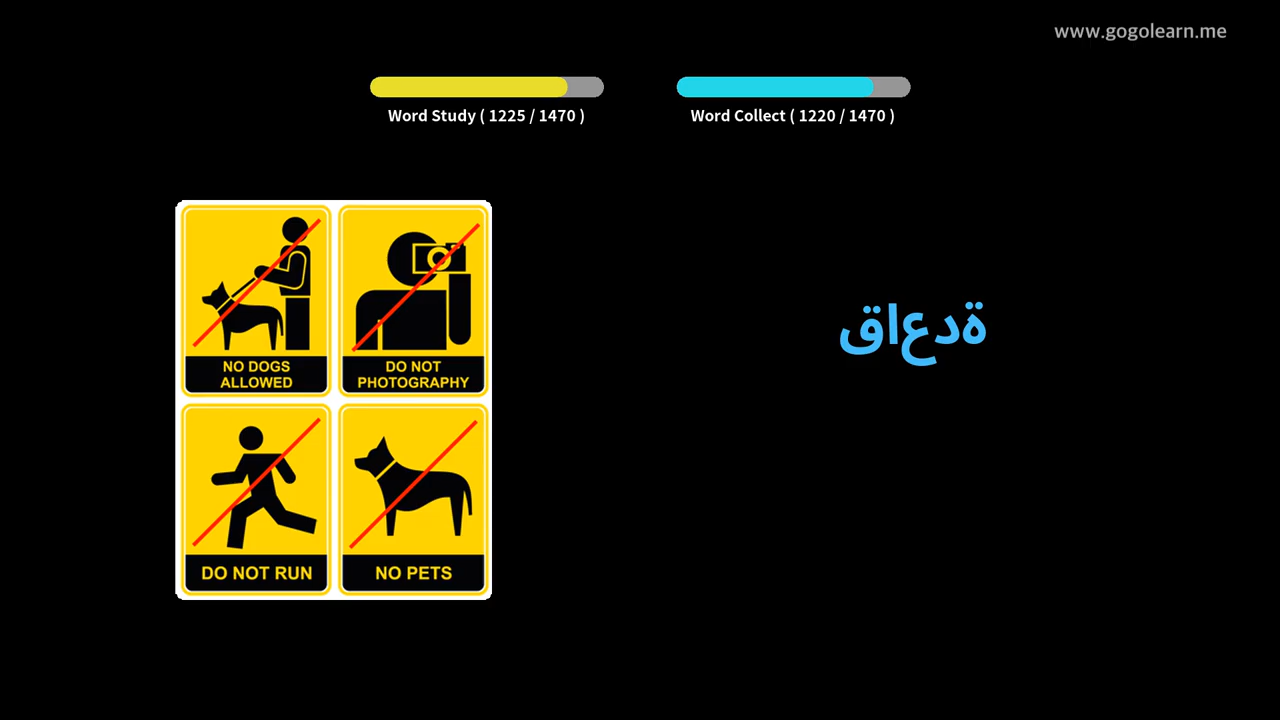 www.gogolearn.me
Word Study ( 1225 / 1470 )
Word Collect ( 1220 / 1470 )
NO DOGS
ALLOWED
DO NOT
PHOTOGRAPHY
ةدعاق
DO NOT RUN
NO PETS